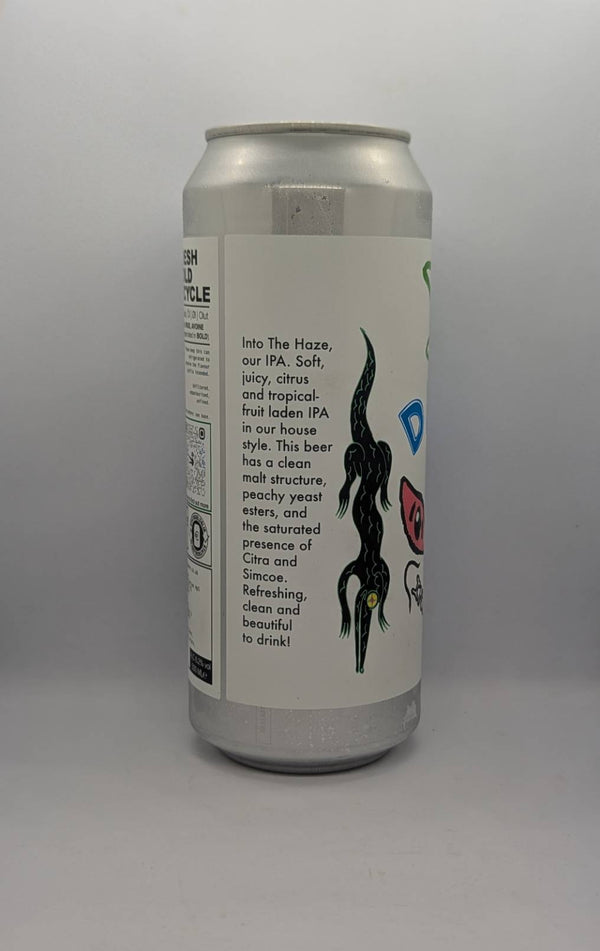 ESH
LD
CYCLE
Into The Haze,
our IPA. Soft,
juicy, citrus
and tropical-
fruit laden IPA
in our house
style. This beer
has a clean
malt structure,
peachy yeast
esters, and
the saturated
presence of
Citra and
Simcoe.
Refreshing,
clean and
beautiful
to drink!
D